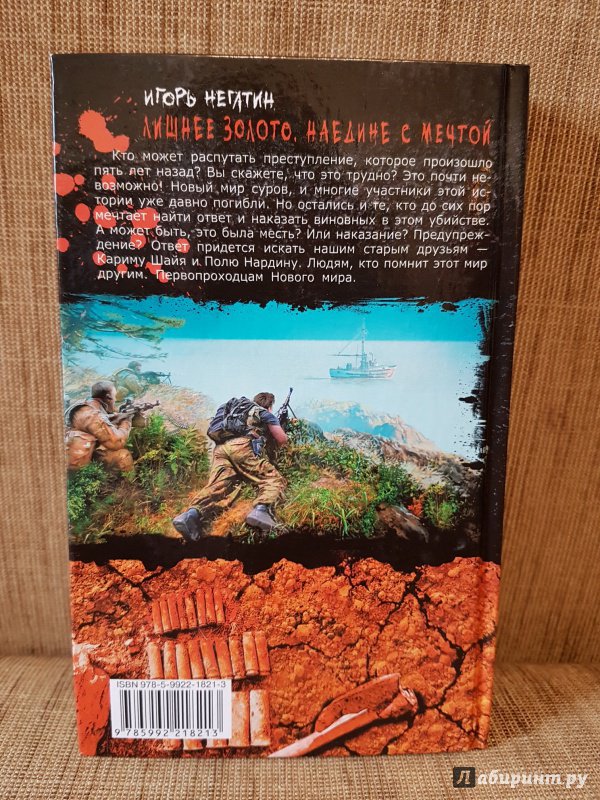 ИГОРЬ НЕГАТИН
ЛИШНЕЕ ЗОЛОТО. НАЕДИНЕ С МЕЧТОЙ
Кто может распутать преступление, которое произошло
пять лет назад? Вы скажете, что это трудно? Это почти не-
возможно! Новый мир суров, и многие участники этой ис-
тории уже давно погибли. Но остались и те, кто до сих пор
мечтает найти ответ и наказать виновных в этом убийстве.
А может быть, это была месть? Или наказание? Предупреж-
дение? Ответ придется искать нашим старым друзьям —
Кариму Шайя и Полю Нардину. Людям, кто помнит этот мир
другим. Первопроходцам Нового мира.
ISBN 978-5-9922-1821-3
9 785992 218213
Лабиринт.ру